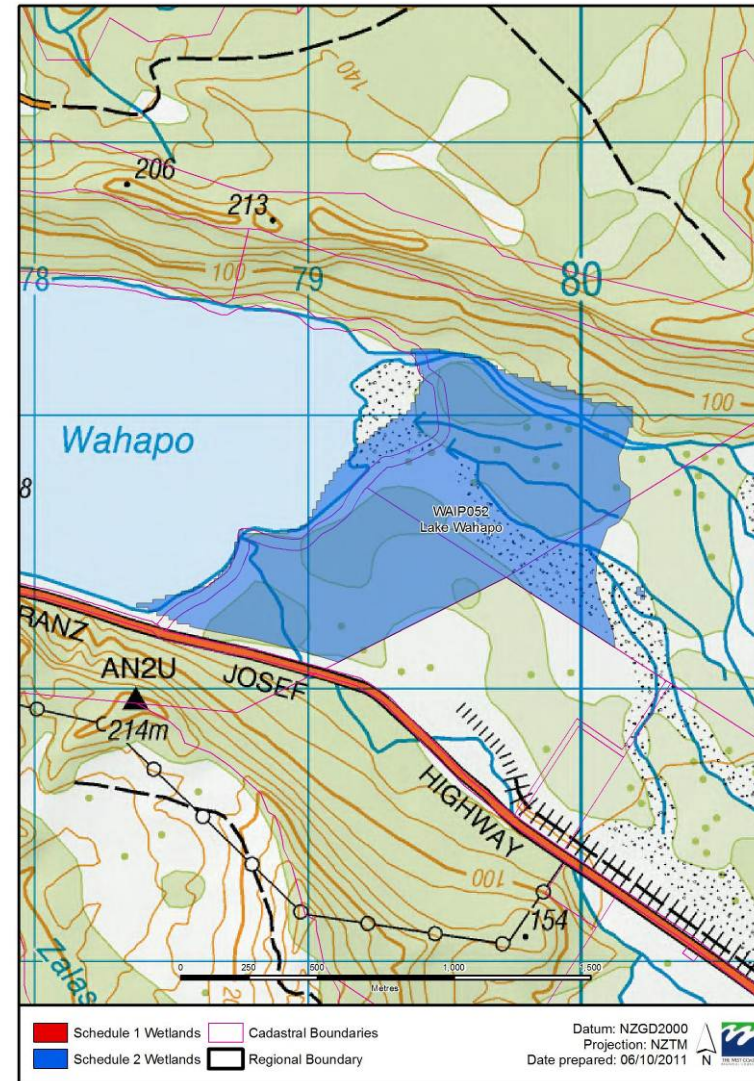 140
206
213
100
78
79
80
100
Wahapo
8
WAIP052
Lake Wahapo
RANZ
JOSEF
HIGHWAY
AN2U
214m
100
154
Zalas
0 250 500 1,000 1,500
Metres
Schedule 1 Wetlands
Cadastral Boundaries
Schedule 2 Wetlands
Regional Boundary
Datum: NZGD2000
Projection: NZTM
Date prepared: 06/10/2011
N